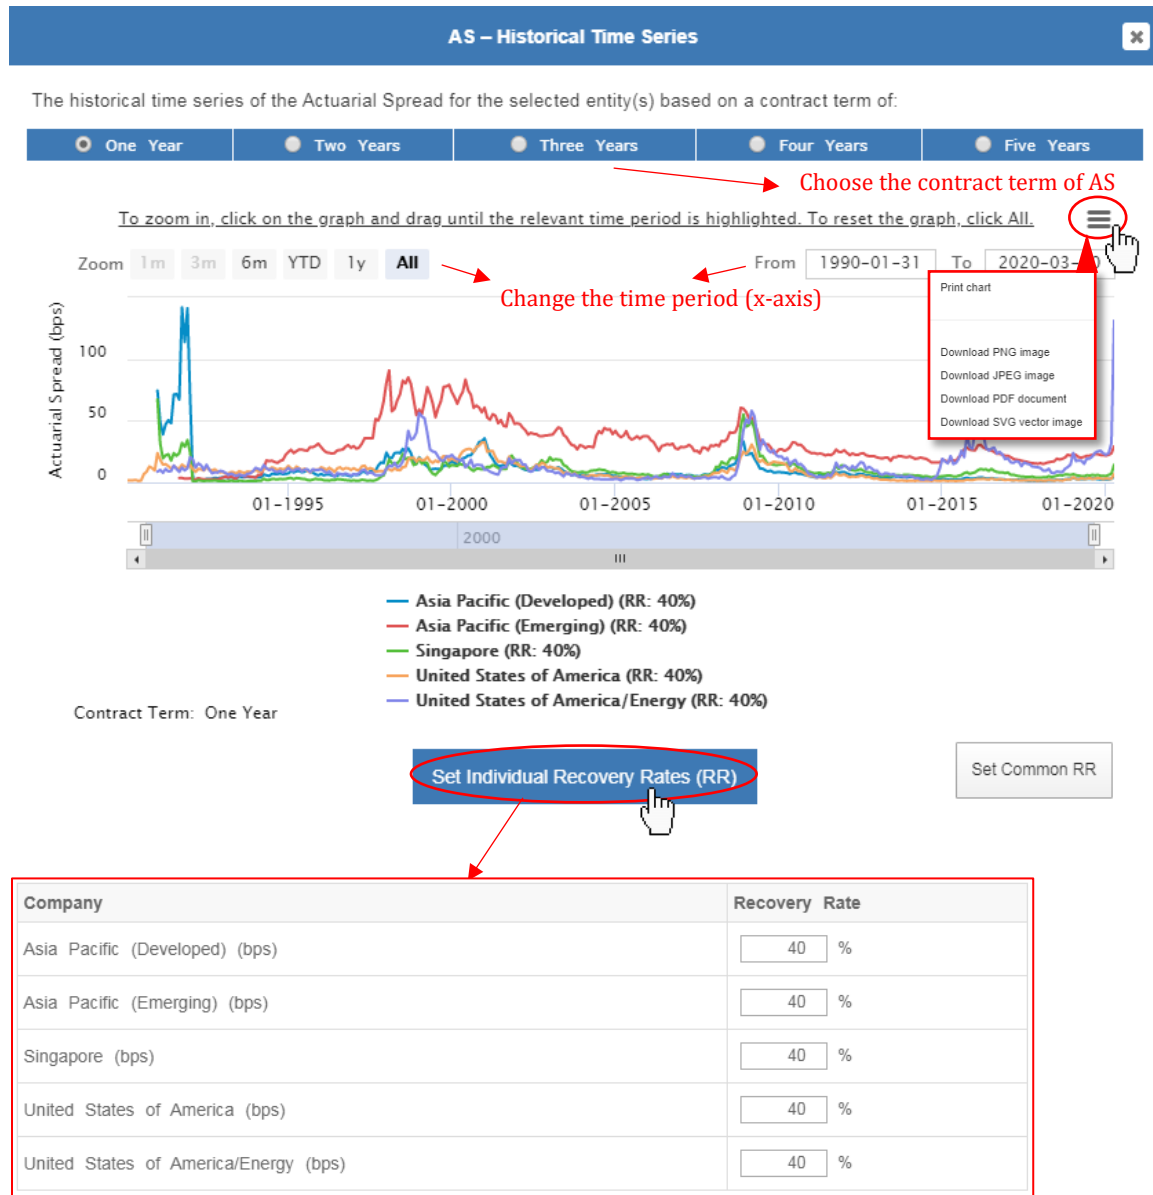 AS – Historical Time Series
The historical time series of the Actuarial Spread for the selected entity(s) based on a contract term of:
One Year Two Years Three Years Four Years Five Years
Choose the contract term of AS
To zoom in, click on the graph and drag until the relevant time period is highlighted. To reset the graph, click All.
Zoom 1m 3m 6m YTD 1y All From 1990-01-31 To 2020-03-
Change the time period (x-axis)
Print chart
Download PNG image
Download JPEG image
Download PDF document
Download SVG vector image
Actuarial Spread (bps)
100
50
0
01-1995 01-2000 01-2005 01-2010 01-2015 01-2020
2000
Asia Pacific (Developed) (RR: 40%)
Asia Pacific (Emerging) (RR: 40%)
Singapore (RR: 40%)
United States of America (RR: 40%)
United States of America/Energy (RR: 40%)
Contract Term: One Year
Set Individual Recovery Rates (RR)
Set Common RR
Company Recovery Rate
Asia Pacific (Developed) (bps) 40 %
Asia Pacific (Emerging) (bps) 40 %
Singapore (bps) 40 %
United States of America (bps) 40 %
United States of America/Energy (bps) 40 %